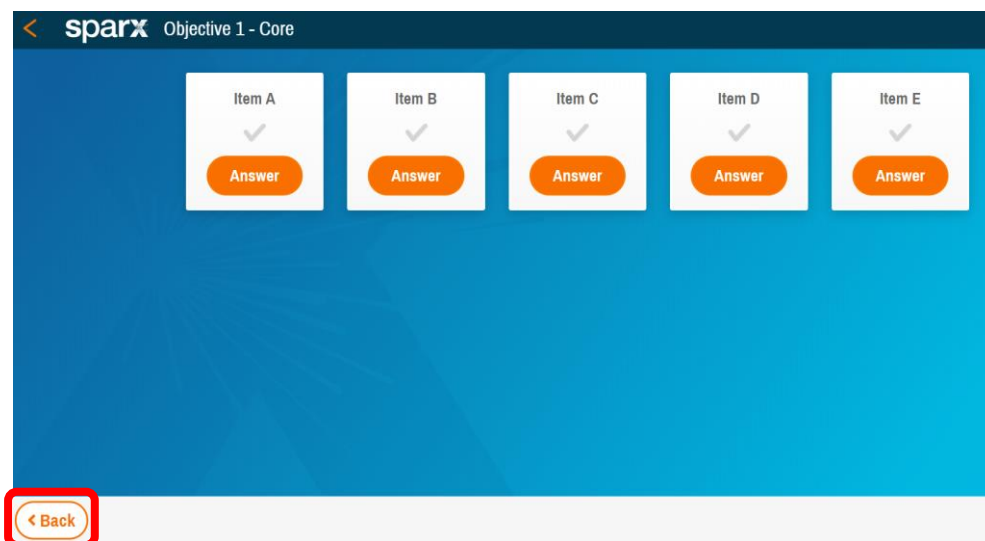 < sparx Objective 1 - Core
Item A Item B Item C Item D Item E
Answer Answer Answer Answer Answer
< Back